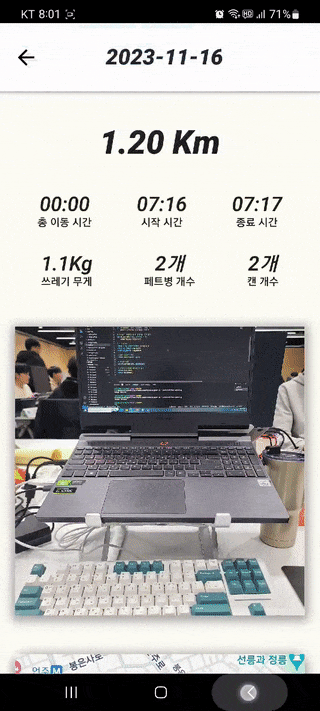 KT 8:01 71%
2023-11-16
1.20 Km
00:00 07:16 07:17
총 이동 시간 시작 시간 종료 시간
1.1Kg 2개 2개
쓰레기 무게 페트병 개수 캔 개수
봉은사로
언주 M
선릉과 정릉